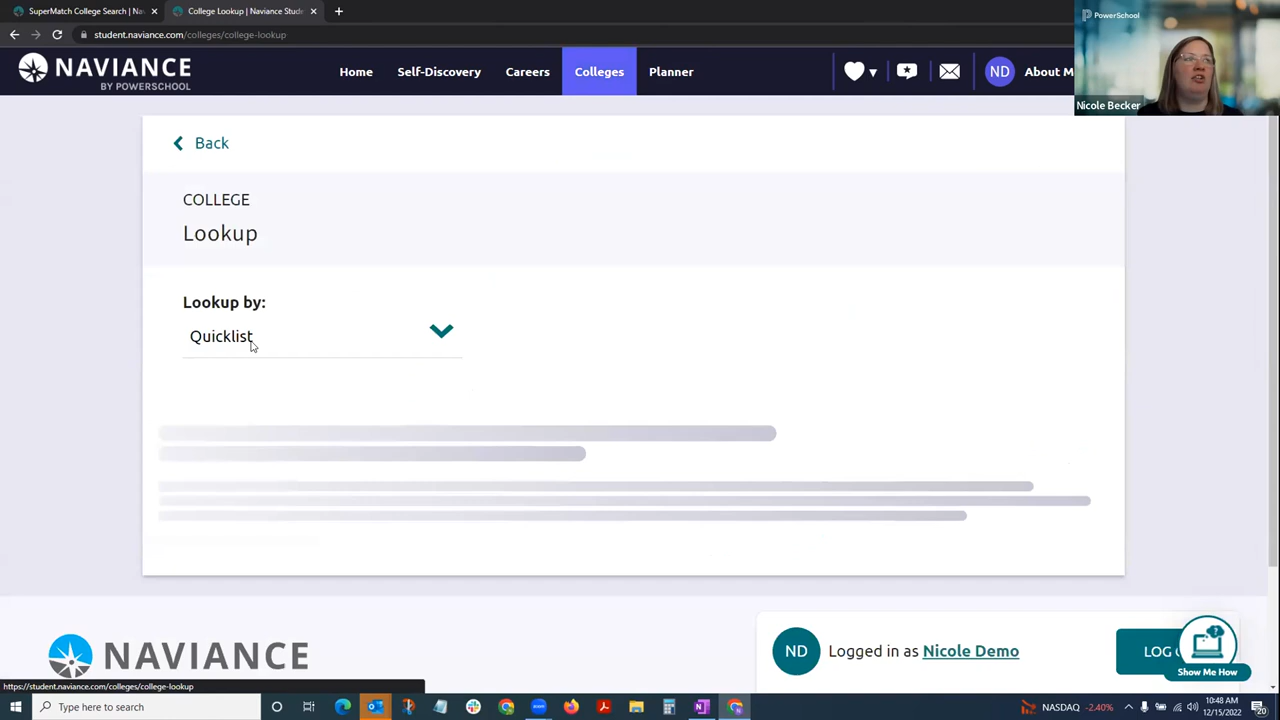 SuperMatch College Search | Nav
College Lookup | Naviance Stude
student.naviance.com/colleges/college-lookup
PowerSchool
Nicole Becker
NAVIANCE
BY POWERSCHOOL
Home
Self-Discovery
Careers
Colleges
Planner
ND
About M
Back
COLLEGE
Lookup
Lookup by:
Quicklist
NAVIANCE
ND
Logged in as Nicole Demo
LOG
Show Me How
https://student.naviance.com/colleges/college-lookup
Type here to search
NASDAQ -2.40%
10:48 AM
12/15/2022
20